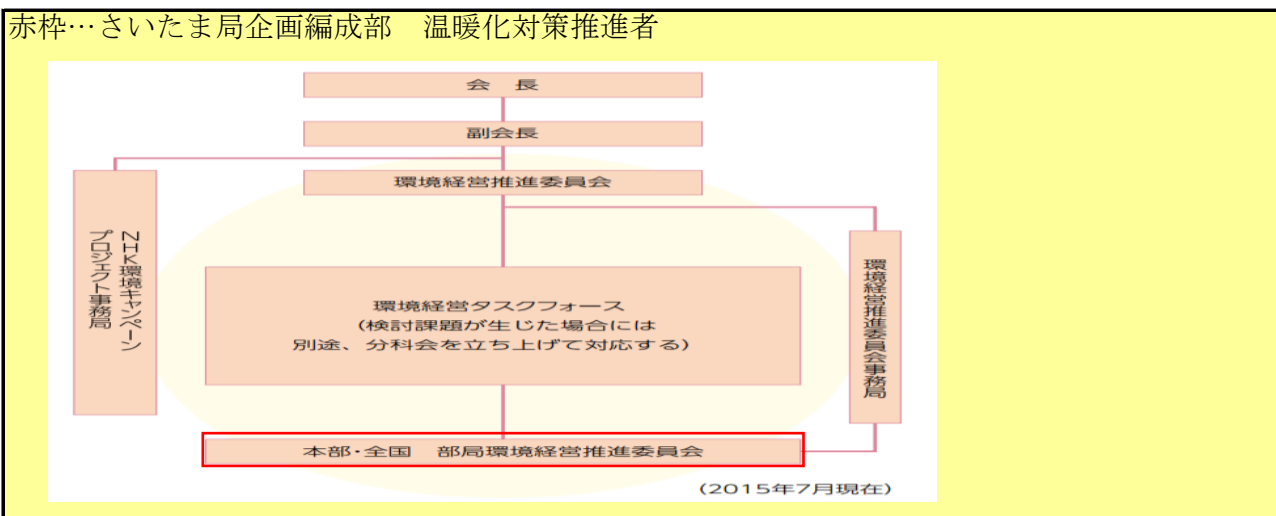 赤枠…さいたま局企画編成部　温暖化対策推進者
会　長
副会長
環境経営推進委員会
NHK環境キャンペーン
プロジェクト事務局
環境経営タスクフォース
(検討課題が生じた場合には
別途、分科会を立ち上げて対応する)
環境経営推進委員会事務局
本部・全国　部局環境経営推進委員会
(2015年7月現在)